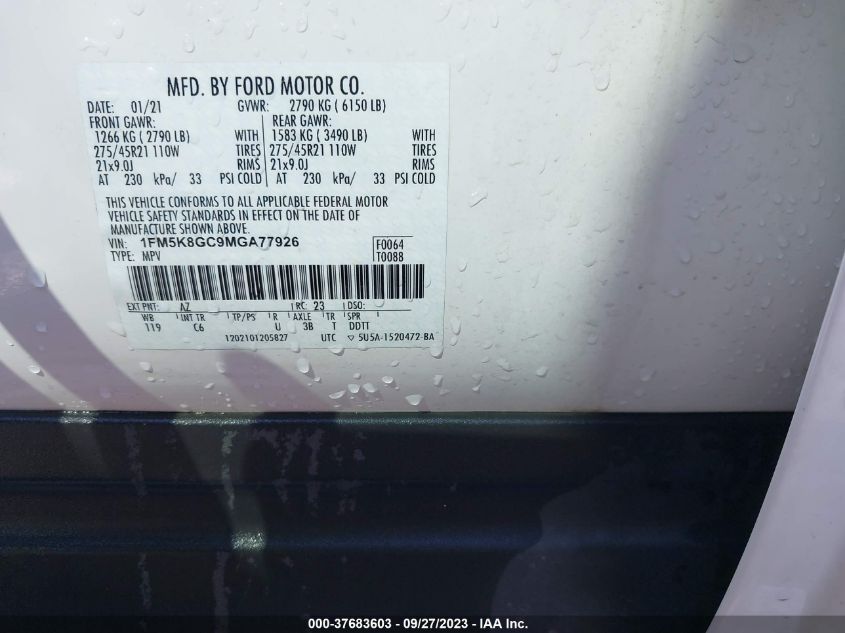 MFD. BY FORD MOTOR CO.
DATE: 01/21 GVWR: 2790 KG ( 6150 LB)
FRONT GAWR: REAR GAWR:
1266 KG ( 2790 LB) WITH 1583 KG ( 3490 LB) WITH
275/45R21 110W TIRES 275/45R21 110W TIRES
21x9.0J RIMS 21x9.0J RIMS
AT 230 kPa/ 33 PSI COLD AT 230 kPa/ 33 PSI COLD
THIS VEHICLE CONFORMS TO ALL APPLICABLE FEDERAL MOTOR
VEHICLE SAFETY STANDARDS IN EFFECT ON THE DATE OF
MANUFACTURE SHOWN ABOVE.
VIN: 1FM5K8GC9MGA77926 F0064
TYPE: MPV T0088
EXT PNT: AZ RC: 23 DSO:
WB INT TR TP/PS R AXLE TR SPR
119 C6 U 3B T DDTT
1202101205827 UTC ▽ 5U5A-1520472-BA
000-37683603 - 09/27/2023 - IAA Inc.